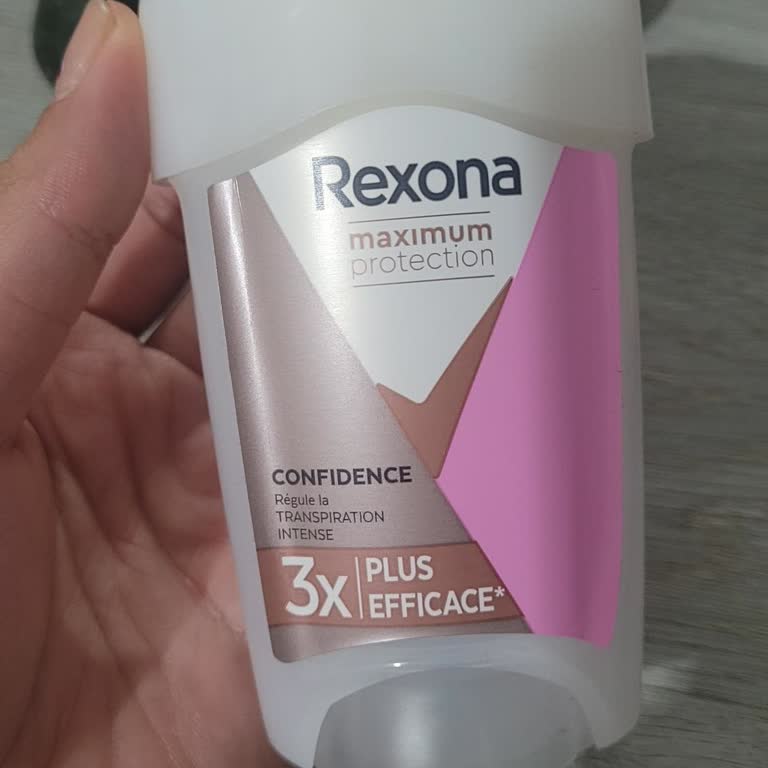 Rexona
maximum
protection
CONFIDENCE
Régule la
TRANSPIRATION
INTENSE
3x PLUS
EFFICACE*